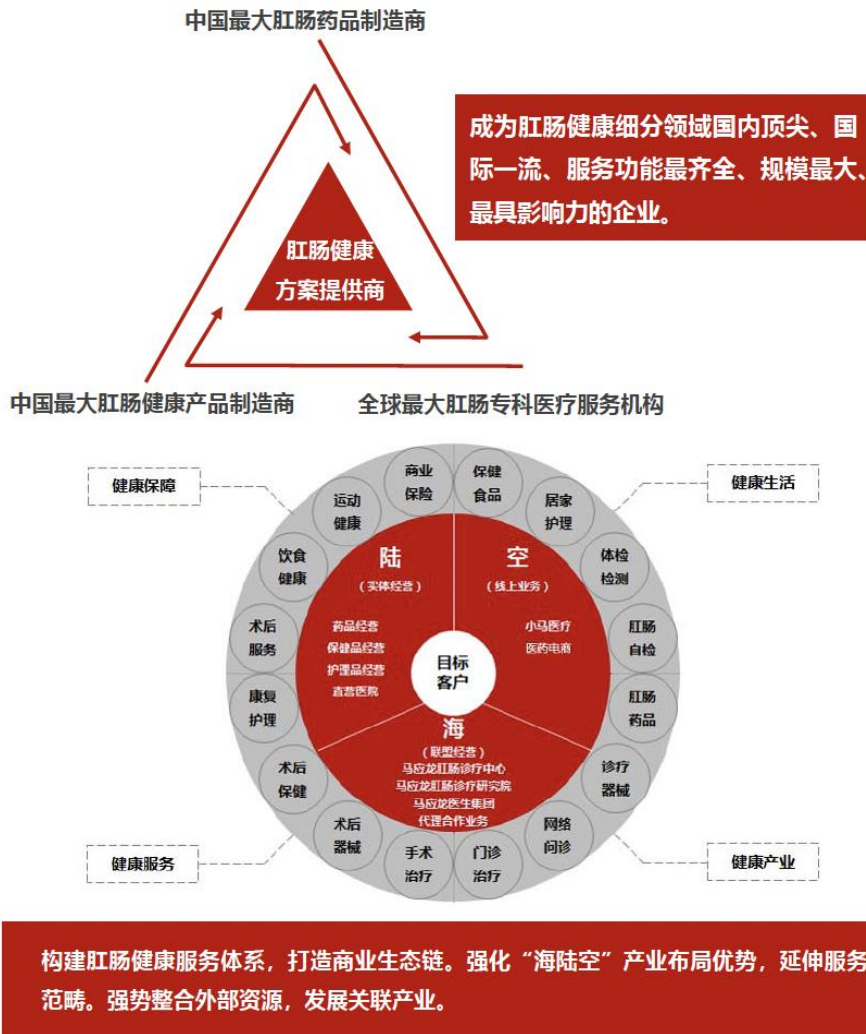 中国最大肛肠药品制造商
成为肛肠健康细分领域国内顶尖、国
际一流、服务功能最齐全、规模最大、
最具影响力的企业。
肛肠健康
方案提供商
中国最大肛肠健康产品制造商
全球最大肛肠专科医疗服务机构
健康保障
健康生活
商业
保险
保健
食品
运动
健康
居家
护理
饮食
健康
体检
检测
术后
服务
肛肠
自检
康复
护理
肛肠
药品
术后
保健
诊疗
器械
术后
器械
网络
问诊
手术
治疗
门诊
治疗
陆
（实体经营）
药品经营
保健品经营
护理品经营
直营医院
空
（线上业务）
小马医疗
医药电商
目标
客户
海
（联盟经营）
马应龙肛肠诊疗中心
马应龙肛肠诊疗研究院
马应龙医生集团
代理合作业务
健康服务
健康产业
构建肛肠健康服务体系，打造商业生态链。强化“海陆空”产业布局优势，延伸服务
范畴。强势整合外部资源，发展关联产业。